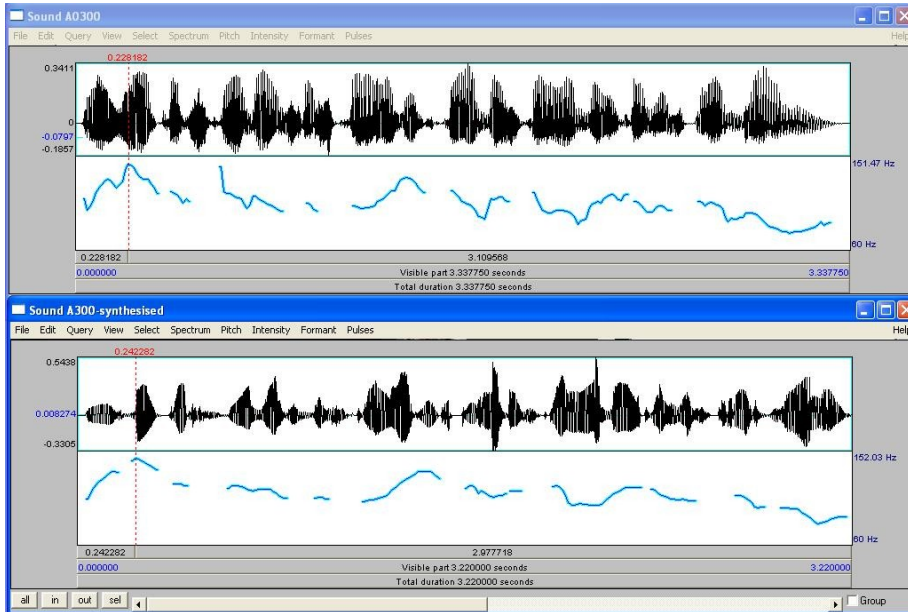 Sound A0300
File Edit Query View Select Spectrum Pitch Intensity Formant Pulses Help
0.228182
0.3411
0
-0.0797
-0.1857
151.47 Hz
60 Hz
0.228182 3.109568
0.000000 Visible part 3.337750 seconds 3.337750
Total duration 3.337750 seconds
Sound A300-synthesised
File Edit Query View Select Spectrum Pitch Intensity Formant Pulses Help
0.242282
0.5438
0.008274
-0.3305
152.03 Hz
60 Hz
0.242282 2.977718
0.000000 Visible part 3.220000 seconds 3.220000
Total duration 3.220000 seconds
all in out sel Group